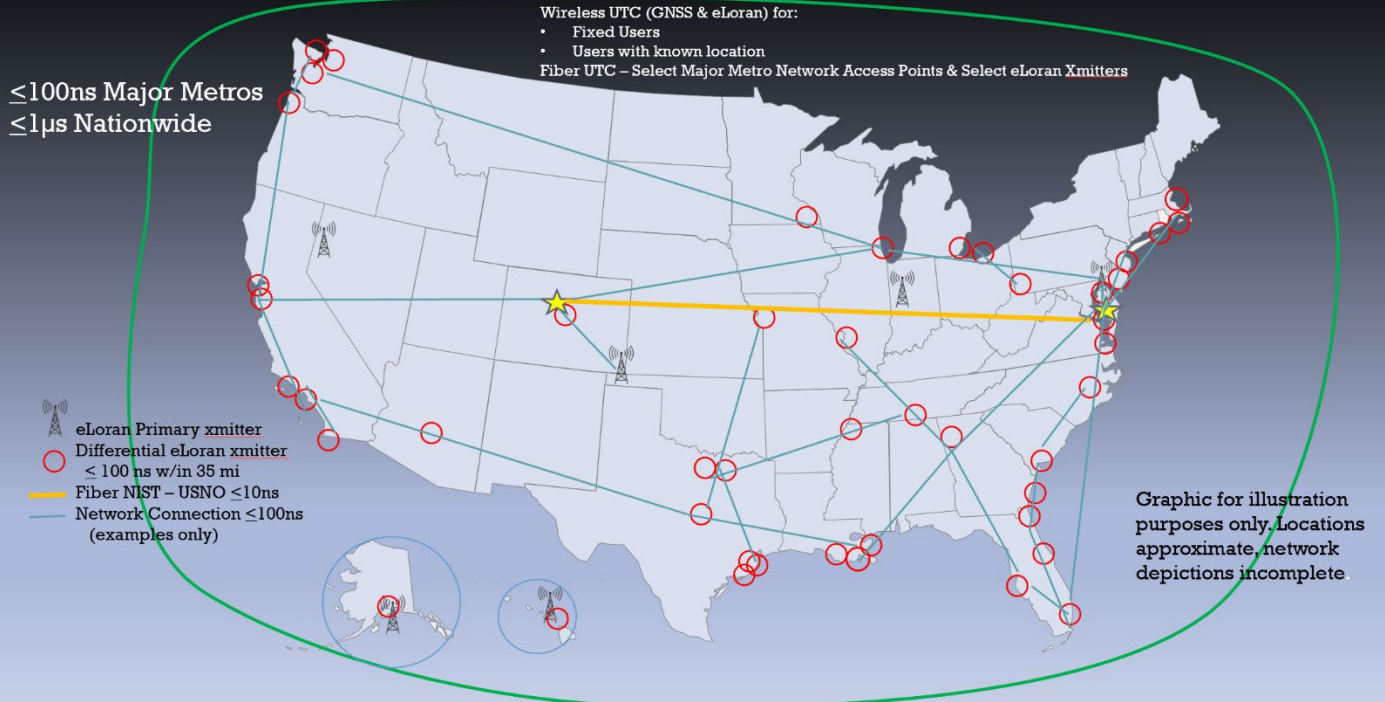 Wireless UTC (GNSS & eLoran) for:
• Fixed Users
• Users with known location
Fiber UTC – Select Major Metro Network Access Points & Select eLoran Xmitters
≤100ns Major Metros
≤1µs Nationwide
eLoran Primary xmitter
Differential eLoran xmitter
≤ 100 ns w/in 35 mi
Fiber NIST – USNO ≤10ns
Network Connection ≤100ns
(examples only)
Graphic for illustration
purposes only. Locations
approximate, network
depictions incomplete.